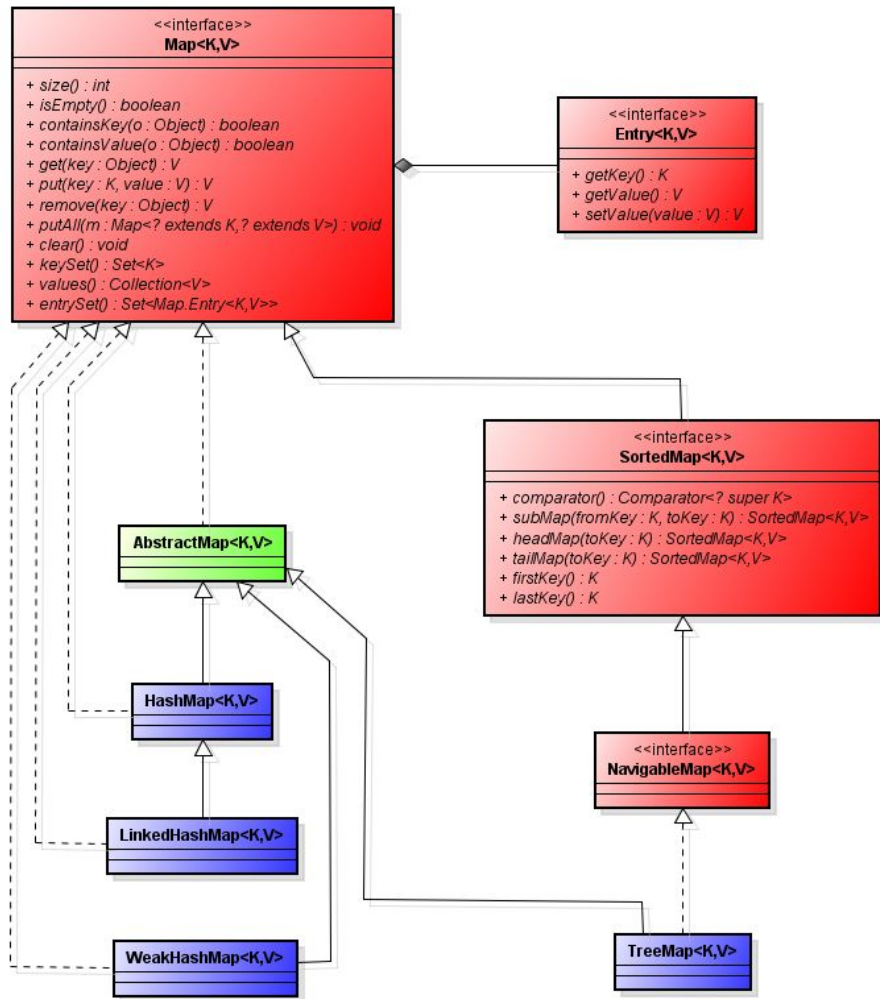 <<interface>>
Map<K,V>
+ size() : int
+ isEmpty() : boolean
+ containsKey(o : Object) : boolean
+ containsValue(o : Object) : boolean
+ get(key : Object) : V
+ put(key : K, value : V) : V
+ remove(key : Object) : V
+ putAll(m : Map<? extends K,? extends V>) : void
+ clear() : void
+ keySet() : Set<K>
+ values() : Collection<V>
+ entrySet() : Set<Map.Entry<K,V>>
<<interface>>
Entry<K,V>
+ getKey() : K
+ getValue() : V
+ setValue(value : V) : V
<<interface>>
SortedMap<K,V>
+ comparator() : Comparator<? super K>
+ subMap(fromKey : K, toKey : K) : SortedMap<K,V>
+ headMap(toKey : K) : SortedMap<K,V>
+ tailMap(toKey : K) : SortedMap<K,V>
+ firstKey() : K
+ lastKey() : K
AbstractMap<K,V>
HashMap<K,V>
<<interface>>
NavigableMap<K,V>
LinkedHashMap<K,V>
WeakHashMap<K,V>
TreeMap<K,V>